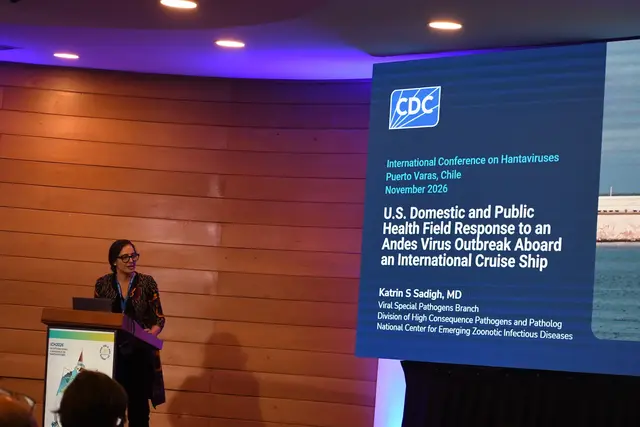 CDC
International Conference on Hantaviruses
Puerto Varas, Chile
November 2026
U.S. Domestic and Public
Health Field Response to an
Andes Virus Outbreak Aboard
an International Cruise Ship
Katrin S Sadigh, MD
Viral Special Pathogens Branch
Division of High Consequence Pathogens and Patholog
National Center for Emerging Zoonotic Infectious Diseases